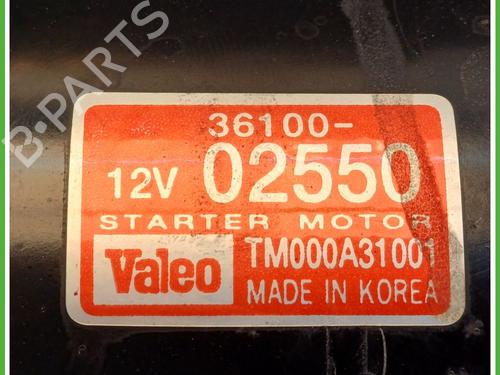 B-PARTS
36100-
12V 02550
STARTER MOTOR
Valeo TM000A31001
MADE IN KOREA